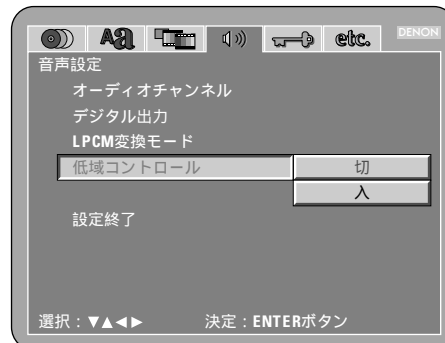 Aa etc. DENON
音声設定
オーディオチャンネル
デジタル出力
LPCM変換モード
低域コントロール 切
入
設定終了
選択：▼▲◀▶ 決定：ENTERボタン